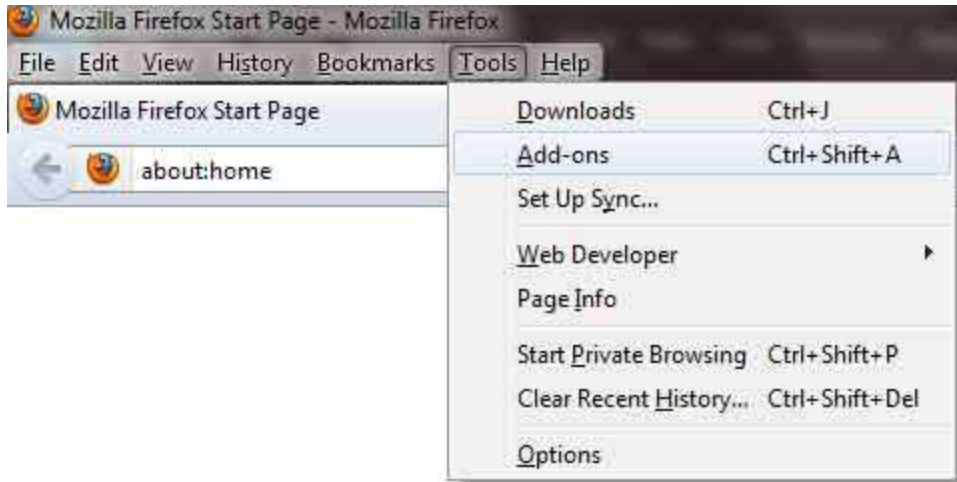 Mozilla Firefox Start Page - Mozilla Firefox
File Edit View History Bookmarks Tools Help
Mozilla Firefox Start Page
about:home
Downloads Ctrl+J
Add-ons Ctrl+Shift+A
Set Up Sync...
Web Developer
Page Info
Start Private Browsing Ctrl+Shift+P
Clear Recent History... Ctrl+Shift+Del
Options